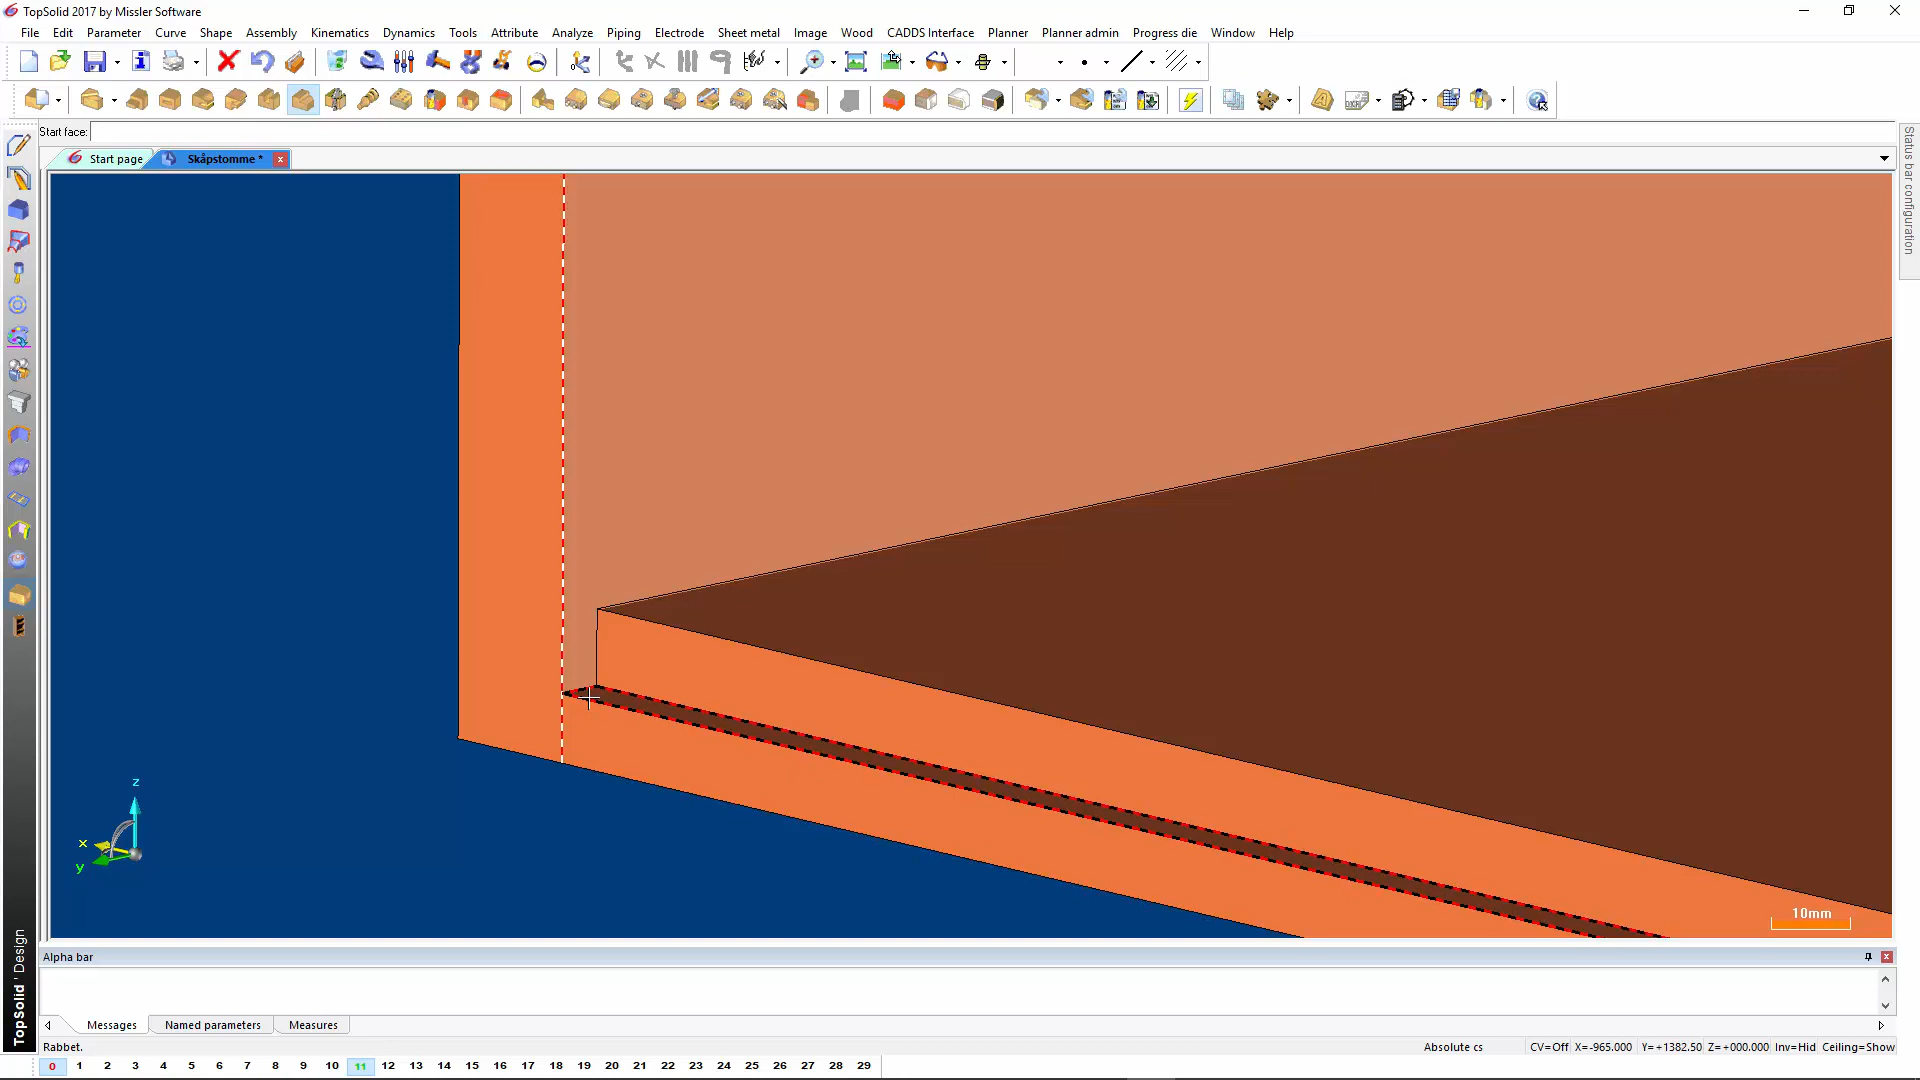 TopSolid 2017 by Missler Software
File Edit Parameter Curve Shape Assembly Kinematics Dynamics Tools Attribute Analyze Piping Electrode Sheet metal Image Wood CADDS Interface Planner Planner admin Progress die Window Help
Start face:
Start page Skåpstomme *
Status bar configuration
z
x
y
10mm
TopSolid'Design
Alpha bar
Messages Named parameters Measures
Rabbet. Absolute cs CV=Off X=-965.000 Y=+1382.50 Z=+000.000 Inv=Hid Ceiling=Show
0 1 2 3 4 5 6 7 8 9 10 11 12 13 14 15 16 17 18 19 20 21 22 23 24 25 26 27 28 29